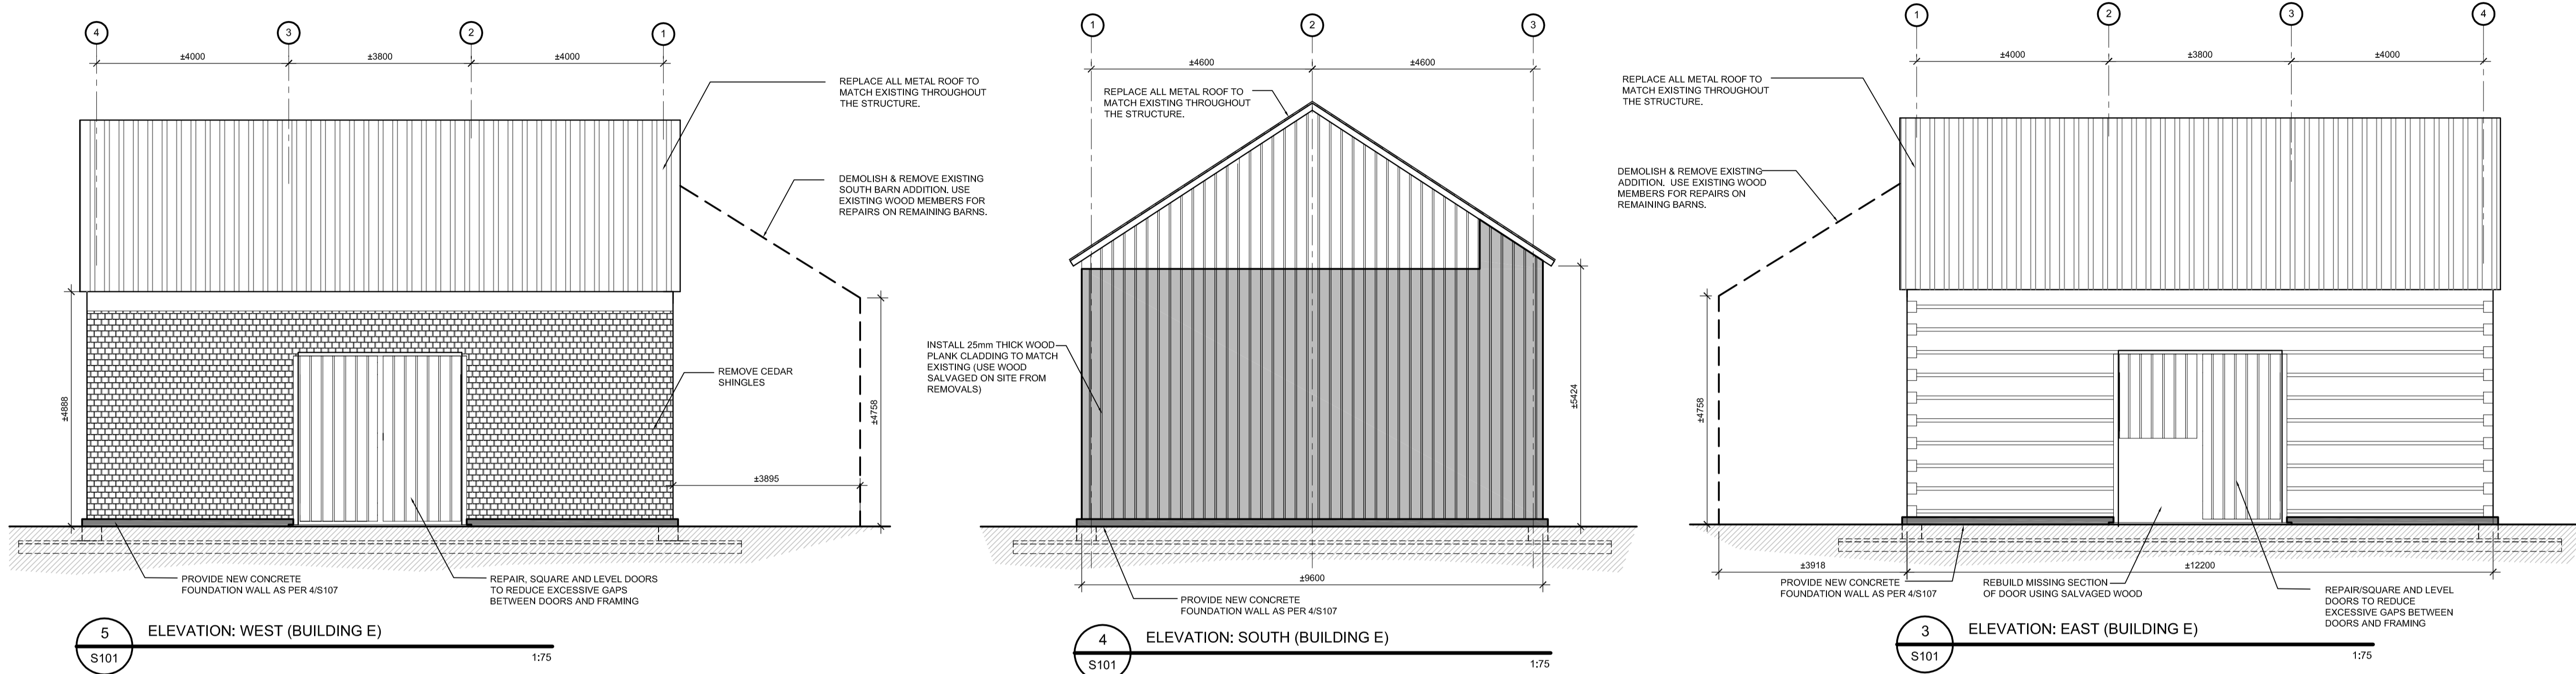 4
3
2
1
±4000
±3800
±4000
REPLACE ALL METAL ROOF TO
MATCH EXISTING THROUGHOUT
THE STRUCTURE.
DEMOLISH & REMOVE EXISTING
SOUTH BARN ADDITION. USE
EXISTING WOOD MEMBERS FOR
REPAIRS ON REMAINING BARNS.
REMOVE CEDAR
SHINGLES
±4888
±4758
±3895
PROVIDE NEW CONCRETE
FOUNDATION WALL AS PER 4/S107
REPAIR, SQUARE AND LEVEL DOORS
TO REDUCE EXCESSIVE GAPS
BETWEEN DOORS AND FRAMING
5
S101
ELEVATION: WEST (BUILDING E)
1:75
1
2
3
±4600
±4600
REPLACE ALL METAL ROOF TO
MATCH EXISTING THROUGHOUT
THE STRUCTURE.
INSTALL 25mm THICK WOOD
PLANK CLADDING TO MATCH
EXISTING (USE WOOD
SALVAGED ON SITE FROM
REMOVALS)
±5424
±9600
PROVIDE NEW CONCRETE
FOUNDATION WALL AS PER 4/S107
4
S101
ELEVATION: SOUTH (BUILDING E)
1:75
1
2
3
4
±4000
±3800
±4000
REPLACE ALL METAL ROOF TO
MATCH EXISTING THROUGHOUT
THE STRUCTURE.
DEMOLISH & REMOVE EXISTING
ADDITION. USE EXISTING WOOD
MEMBERS FOR REPAIRS ON
REMAINING BARNS.
±4758
±3918
±12200
PROVIDE NEW CONCRETE
FOUNDATION WALL AS PER 4/S107
REBUILD MISSING SECTION
OF DOOR USING SALVAGED WOOD
REPAIR/SQUARE AND LEVEL
DOORS TO REDUCE
EXCESSIVE GAPS BETWEEN
DOORS AND FRAMING
3
S101
ELEVATION: EAST (BUILDING E)
1:75